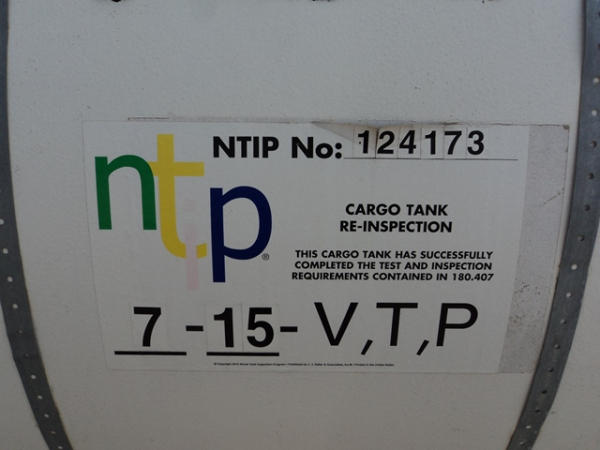 NTIP No: 124173
ntp®
CARGO TANK
RE-INSPECTION
THIS CARGO TANK HAS SUCCESSFULLY
COMPLETED THE TEST AND INSPECTION
REQUIREMENTS CONTAINED IN 180.407
7 - 15 - V,T,P